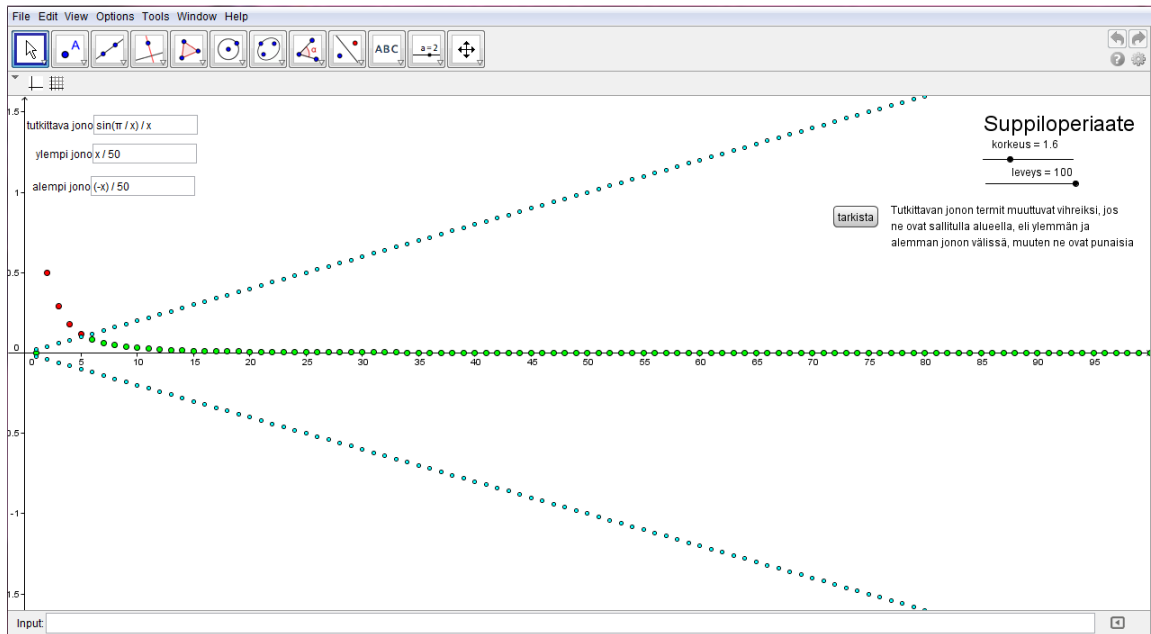 File Edit View Options Tools Window Help
A
α
ABC
a=2
1.5
tutkittava jono sin(π / x) / x
Suppiloperiaate
korkeus = 1.6
ylempi jono x / 50
leveys = 100
alempi jono (-x) / 50
1
tarkista
Tutkittavan jonon termit muuttuvat vihreiksi, jos
ne ovat sallitulla alueella, eli ylemmän ja
alemman jonon välissä, muuten ne ovat punaisia
0.5
0
0 5 10 15 20 25 30 35 40 45 50 55 60 65 70 75 80 85 90 95
0.5
-1
1.5
Input: